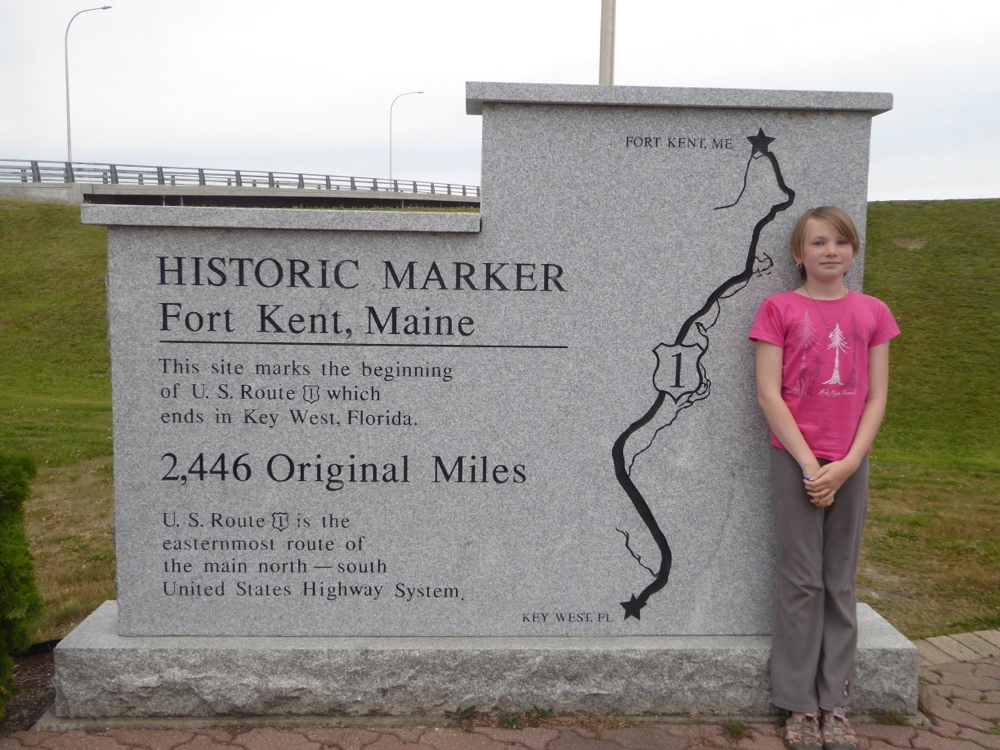 FORT KENT, ME
HISTORIC MARKER
Fort Kent, Maine
This site marks the beginning
of U. S. Route 1 which
ends in Key West, Florida.
2,446 Original Miles
U. S. Route 1 is the
easternmost route of
the main north — south
United States Highway System.
1
KEY WEST, FL